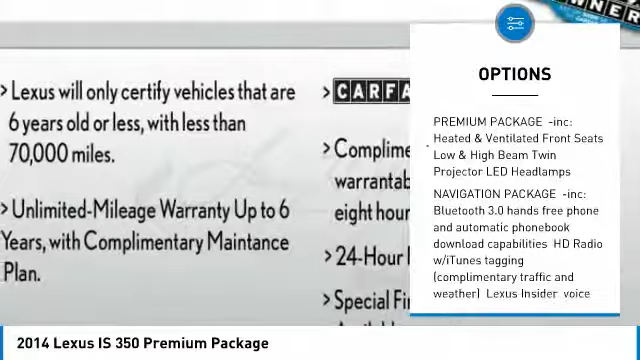 OWNER
> Lexus will only certify vehicles that are
6 years old or less, with less than
70,000 miles.
> Unlimited-Mileage Warranty Up to 6
Years, with Complimentary Maintance
Plan.
> CARFA
> Complime
warrantab
eight hour
> 24-Hour
> Special Fi
OPTIONS
PREMIUM PACKAGE -inc:
Heated & Ventilated Front Seats
Low & High Beam Twin
Projector LED Headlamps
NAVIGATION PACKAGE -inc:
Bluetooth 3.0 hands free phone
and automatic phonebook
download capabilities HD Radio
w/iTunes tagging
(complimentary traffic and
weather) Lexus Insider voice
2014 Lexus IS 350 Premium Package